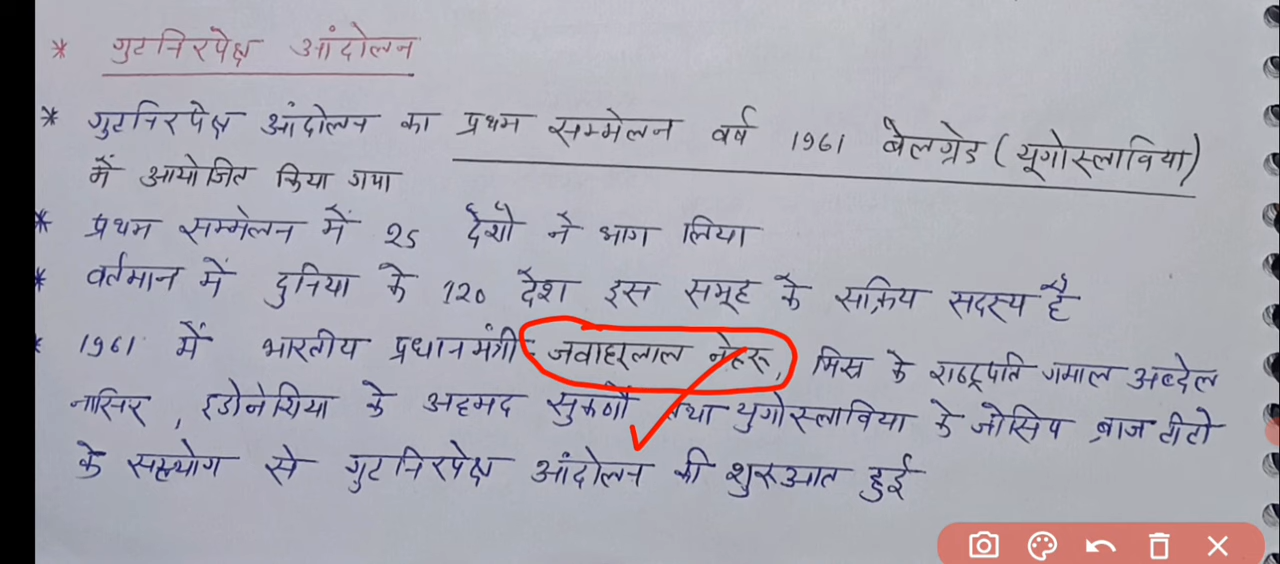 * गुटनिरपेक्ष आंदोलन
* गुटनिरपेक्ष आंदोलन का प्रथम सम्मेलन वर्ष 1961 बेलग्रेड (यूगोस्लाविया)
में आयोजित किया गया
* प्रथम सम्मेलन में 25 देशों ने भाग लिया
* वर्तमान में दुनिया के 120 देश इस समूह के सक्रिय सदस्य है
* 1961 में भारतीय प्रधानमंत्री जवाहरलाल नेहरू, मिस्र के राष्ट्रपति गमाल अब्देल
नासिर, इंडोनेशिया के अहमद सुकर्णो तथा युगोस्लाविया के जोसिप ब्राज टीटो
के सहयोग से गुटनिरपेक्ष आंदोलन की शुरूआत हुई